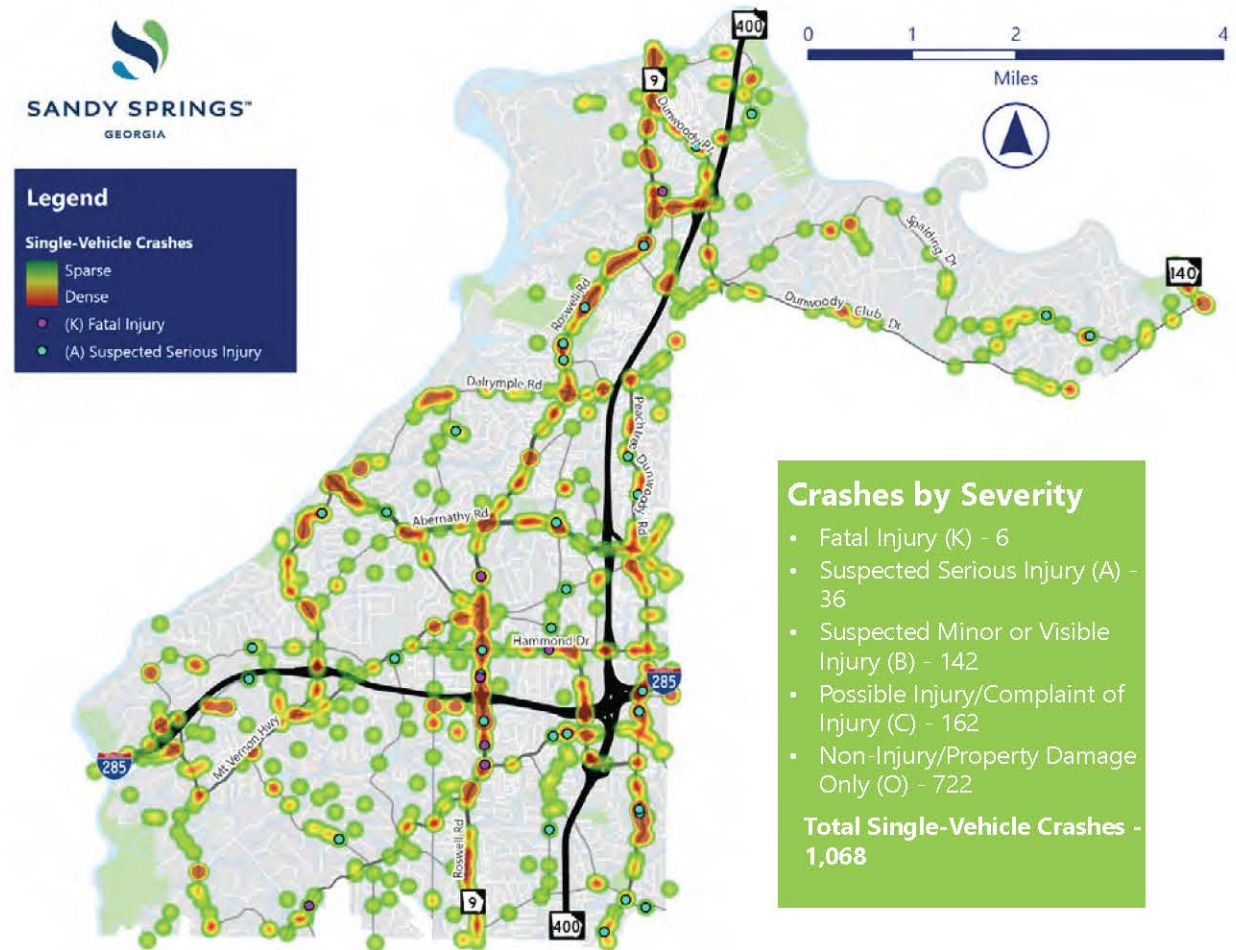 SANDY SPRINGS™
GEORGIA
Legend
Single-Vehicle Crashes
Sparse
Dense
(K) Fatal Injury
(A) Suspected Serious Injury
0 1 2 4
Miles
400
9
Dunwoody Pl
Spalding Dr
140
Roswell Rd
Dunwoody Club Dr
Dalrymple Rd
Peachtree Dunwoody Rd
Abernathy Rd
Hammond Dr
285
285
Mt Vernon Hwy
Roswell Rd
9
400
Crashes by Severity
• Fatal Injury (K) - 6
• Suspected Serious Injury (A) -
36
• Suspected Minor or Visible
Injury (B) - 142
• Possible Injury/Complaint of
Injury (C) - 162
• Non-Injury/Property Damage
Only (O) - 722
Total Single-Vehicle Crashes -
1,068